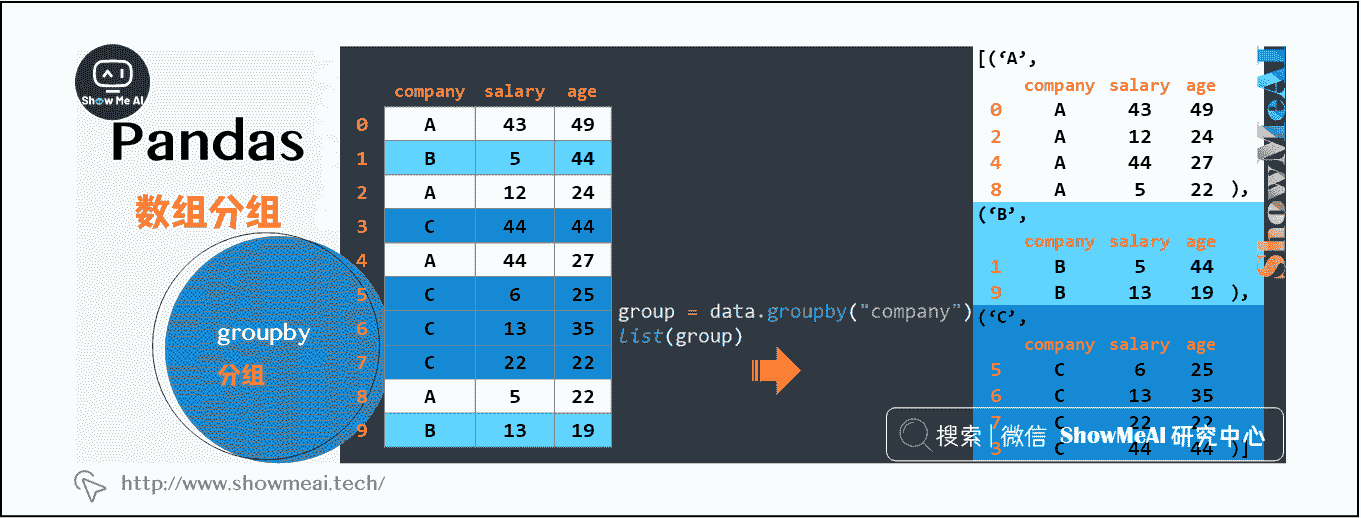 Show Me AI
Pandas
数组分组
groupby
分组
company salary age
0 A 43 49
1 B 5 44
2 A 12 24
3 C 44 44
4 A 44 27
5 C 6 25
6 C 13 35
7 C 22 22
8 A 5 22
9 B 13 19
group = data.groupby("company")
list(group)
[(‘A’,
company salary age
0 A 43 49
2 A 12 24
4 A 44 27
8 A 5 22 ),
(‘B’,
company salary age
1 B 5 44
9 B 13 19 ),
(‘C’,
company salary age
5 C 6 25
6 C 13 35
7 C 22 22
3 C 44 44 )]
ShowMeAI
搜索 | 微信 ShowMeAI 研究中心
http://www.showmeai.tech/